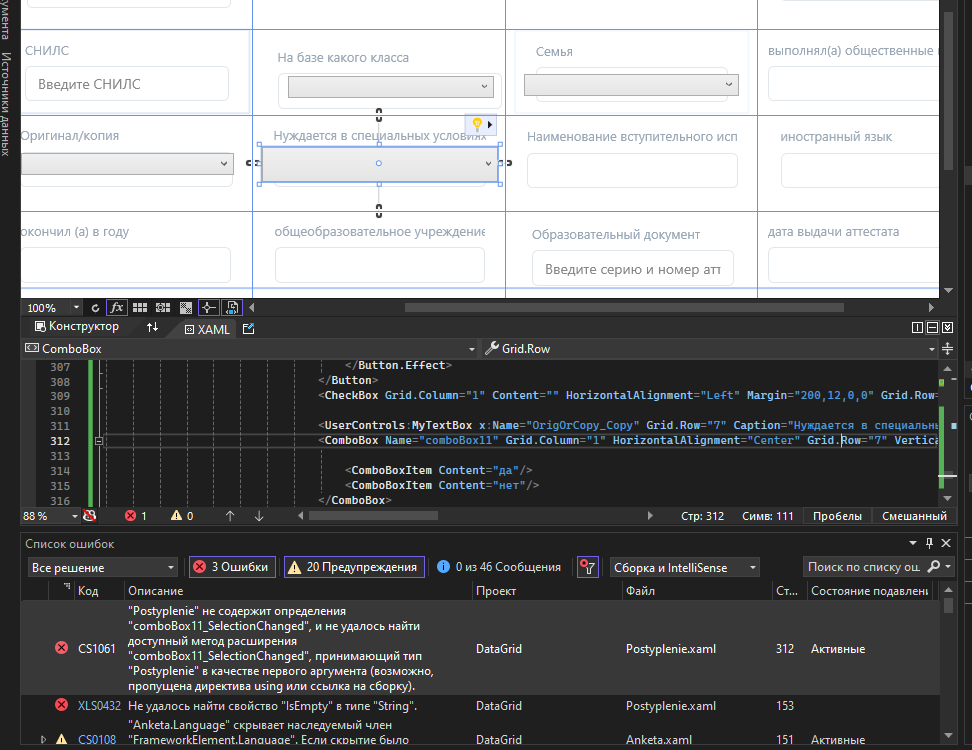 кумента
Источники данных
СНИЛС
На базе какого класса
Семья
выполнял(а) общественные
Введите СНИЛС
Оригинал/копия
Нуждается в специальных условиях
Наименование вступительного исп
иностранный язык
окончил (а) в году
общеобразовательное учреждение
Образовательный документ
дата выдачи аттестата
Введите серию и номер атт
100%
fx
Конструктор
XAML
ComboBox
Grid.Row
307 </Button.Effect>
308 </Button>
309 <CheckBox Grid.Column="1" Content="" HorizontalAlignment="Left" Margin="200,12,0,0" Grid.Row=
310
311 <UserControls:MyTextBox x:Name="OrigOrCopy_Copy" Grid.Row="7" Caption="Нуждается в специальн
312 <ComboBox Name="comboBox11" Grid.Column="1" HorizontalAlignment="Center" Grid.Row="7" Vertica
313
314 <ComboBoxItem Content="да"/>
315 <ComboBoxItem Content="нет"/>
316 </ComboBox>
88 %
1
0
Стр: 312
Симв: 111
Пробелы
Смешанный
Список ошибок
Все решение
3 Ошибки
20 Предупреждения
0 из 46 Сообщения
Сборка и IntelliSense
Поиск по списку ош
Код Описание Проект Файл Ст... Состояние подавлени
"Postyplenie" не содержит определения
"comboBox11_SelectionChanged", и не удалось найти
доступный метод расширения
CS1061 "comboBox11_SelectionChanged", принимающий тип DataGrid Postyplenie.xaml 312 Активные
"Postyplenie" в качестве первого аргумента (возможно,
пропущена директива using или ссылка на сборку).
XLS0432 Не удалось найти свойство "IsEmpty" в типе "String". DataGrid Postyplenie.xaml 153
"Anketa.Language" скрывает наследуемый член
CS0108 "FrameworkElement.Language". Если скрытие было DataGrid Anketa.xaml 151 Активные